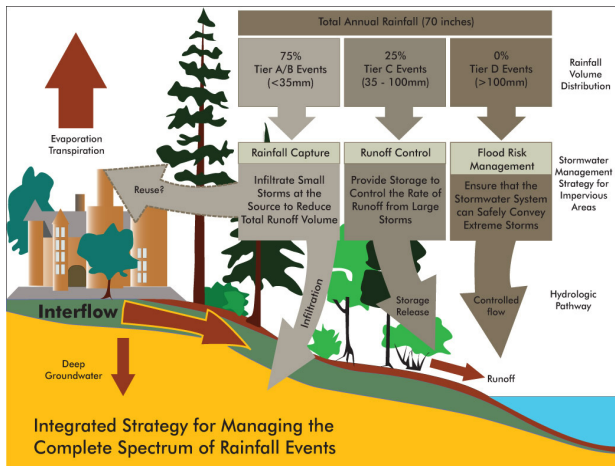 Total Annual Rainfall (70 inches)
75%
Tier A/B Events
(<35mm)
25%
Tier C Events
(35 - 100mm)
0%
Tier D Events
(>100mm)
Rainfall
Volume
Distribution
Evaporation
Transpiration
Reuse?
Rainfall Capture
Infiltrate Small
Storms at the
Source to Reduce
Total Runoff Volume
Runoff Control
Provide Storage to
Control the Rate of
Runoff from Large
Storms
Flood Risk
Management
Ensure that the
Stormwater System
can Safely Convey
Extreme Storms
Stormwater
Management
Strategy for
Impervious
Areas
Interflow
Infiltration
Storage
Release
Controlled
flow
Hydrologic
Pathway
Deep
Groundwater
Runoff
Integrated Strategy for Managing the
Complete Spectrum of Rainfall Events